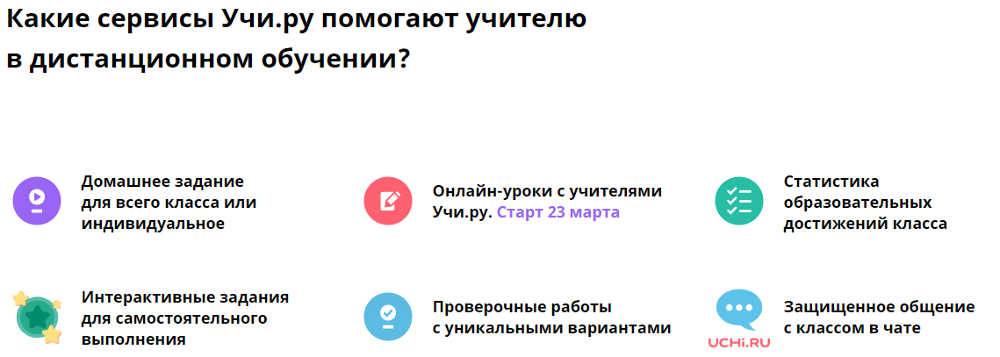 Какие сервисы Учи.ру помогают учителю
в дистанционном обучении?
Домашнее задание
для всего класса или
индивидуальное
Онлайн-уроки с учителями
Учи.ру. Старт 23 марта
Статистика
образовательных
достижений класса
Интерактивные задания
для самостоятельного
выполнения
Проверочные работы
с уникальными вариантами
Защищенное общение
с классом в чате
UCHi.RU